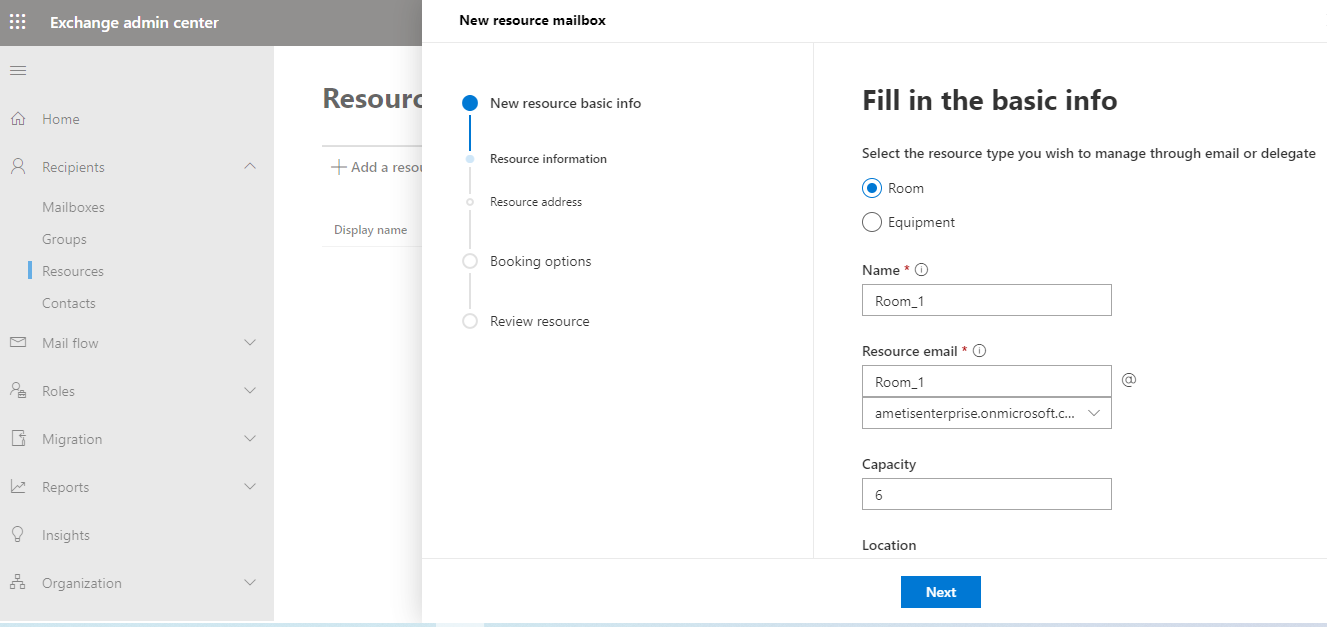 Exchange admin center
Home
Recipients
Mailboxes
Groups
Resources
Contacts
Mail flow
Roles
Migration
Reports
Insights
Organization
Resourc
Add a resou
Display name
New resource mailbox
New resource basic info
Resource information
Resource address
Booking options
Review resource
Fill in the basic info
Select the resource type you wish to manage through email or delegate
Room
Equipment
Name *
Room_1
Resource email *
Room_1 @
ametisenterprise.onmicrosoft.c...
Capacity
6
Location
Next